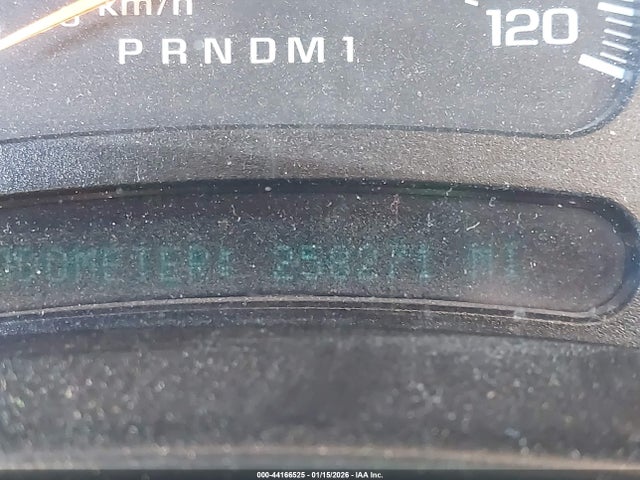 km/h
120
PRNDM1
ODOMETER: 258271 MI
000-44166525 - 01/15/2026 - IAA Inc.